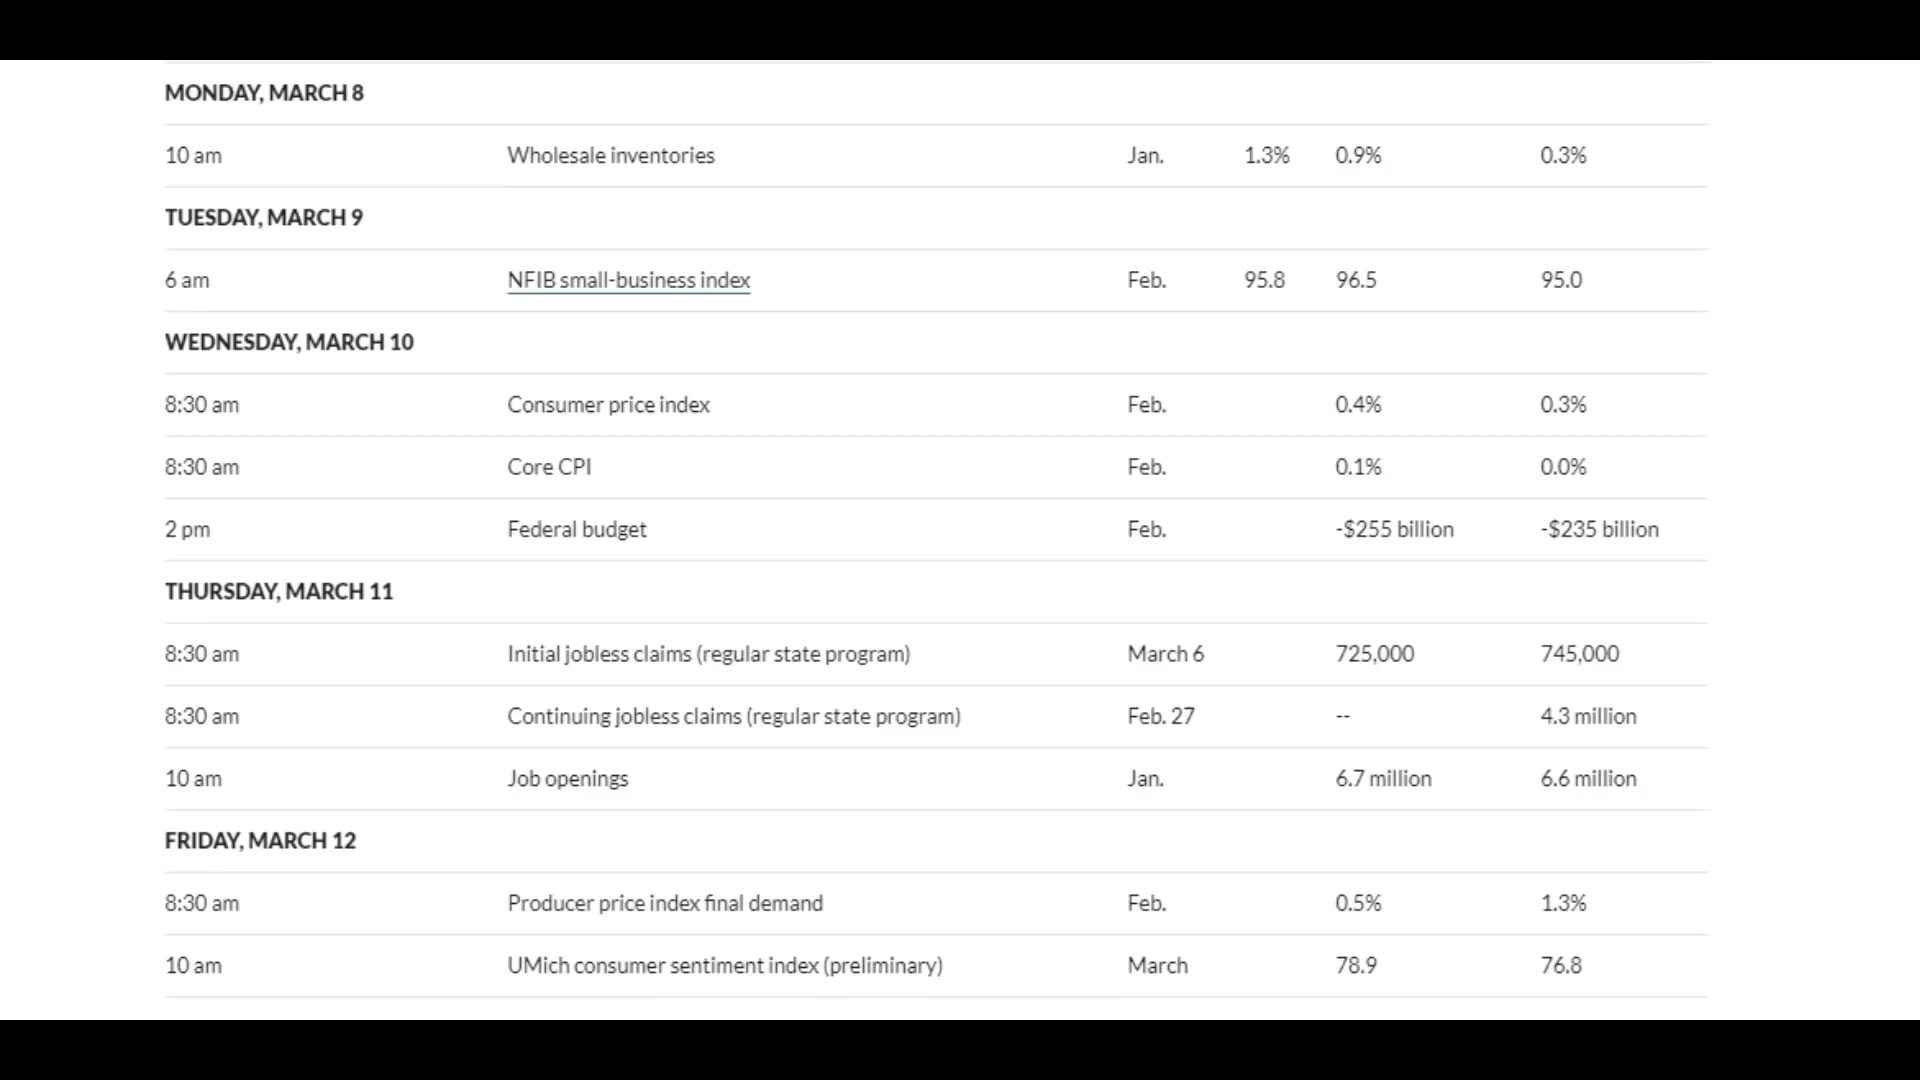 MONDAY, MARCH 8
10 am Wholesale inventories Jan. 1.3% 0.9% 0.3%
TUESDAY, MARCH 9
6 am NFIB small-business index Feb. 95.8 96.5 95.0
WEDNESDAY, MARCH 10
8:30 am Consumer price index Feb. 0.4% 0.3%
8:30 am Core CPI Feb. 0.1% 0.0%
2 pm Federal budget Feb. -$255 billion -$235 billion
THURSDAY, MARCH 11
8:30 am Initial jobless claims (regular state program) March 6 725,000 745,000
8:30 am Continuing jobless claims (regular state program) Feb. 27 -- 4.3 million
10 am Job openings Jan. 6.7 million 6.6 million
FRIDAY, MARCH 12
8:30 am Producer price index final demand Feb. 0.5% 1.3%
10 am UMich consumer sentiment index (preliminary) March 78.9 76.8